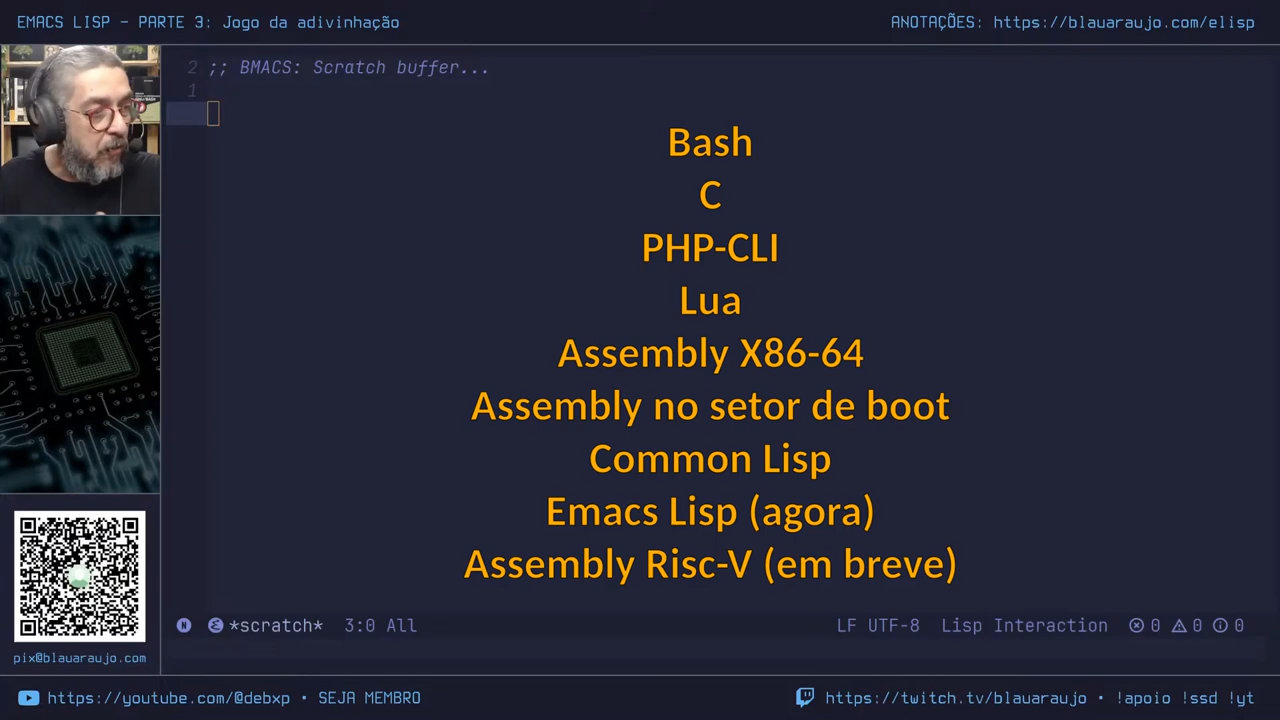 EMACS LISP - PARTE 3: Jogo da adivinhação
ANOTAÇÕES: https://blauaraujo.com/elisp
2 ;; BMACS: Scratch buffer...
1
Bash
C
PHP-CLI
Lua
Assembly X86-64
Assembly no setor de boot
Common Lisp
Emacs Lisp (agora)
Assembly Risc-V (em breve)
N *scratch* 3:0 All
LF UTF-8 Lisp Interaction 0 0 0
pix@blauaraujo.com
https://youtube.com/@debxp • SEJA MEMBRO
https://twitch.tv/blauaraujo • !apoio !ssd !yt